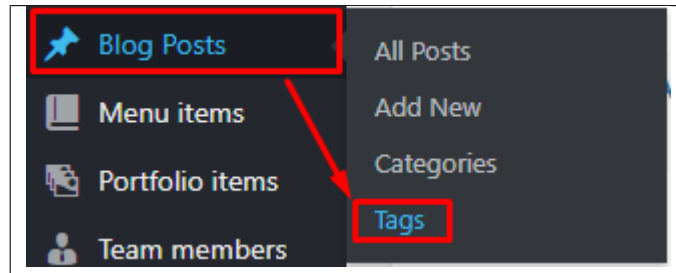 Blog Posts
Menu items
Portfolio items
Team members
All Posts
Add New
Categories
Tags